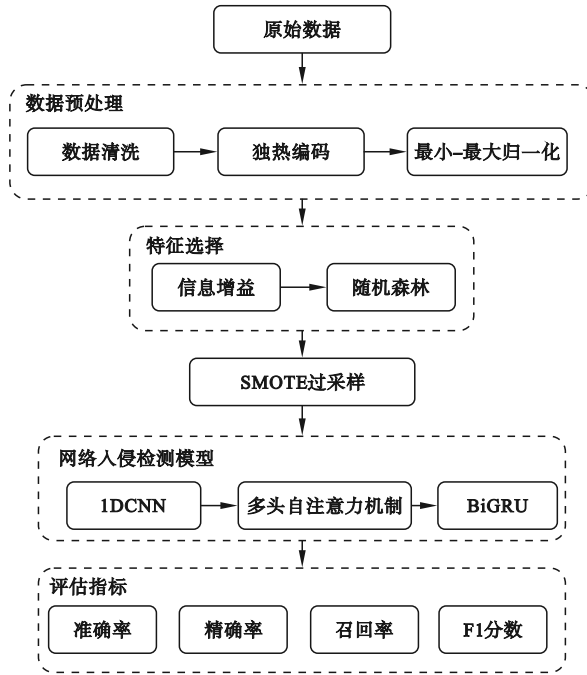 原始数据
数据预处理
数据清洗
独热编码
最小-最大归一化
特征选择
信息增益
随机森林
SMOTE过采样
网络入侵检测模型
1DCNN
多头自注意力机制
BiGRU
评估指标
准确率
精确率
召回率
F1分数